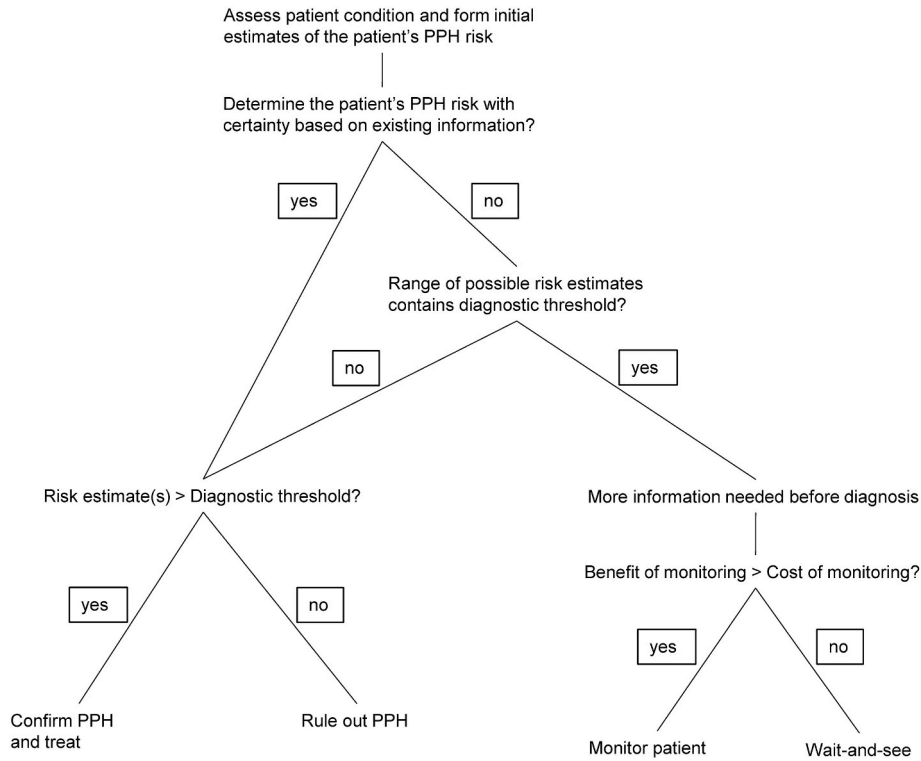 Assess patient condition and form initial
estimates of the patient's PPH risk
Determine the patient's PPH risk with
certainty based on existing information?
yes
no
Range of possible risk estimates
contains diagnostic threshold?
no
yes
Risk estimate(s) > Diagnostic threshold?
More information needed before diagnosis
Benefit of monitoring > Cost of monitoring?
yes
no
yes
no
Confirm PPH
and treat
Rule out PPH
Monitor patient
Wait-and-see